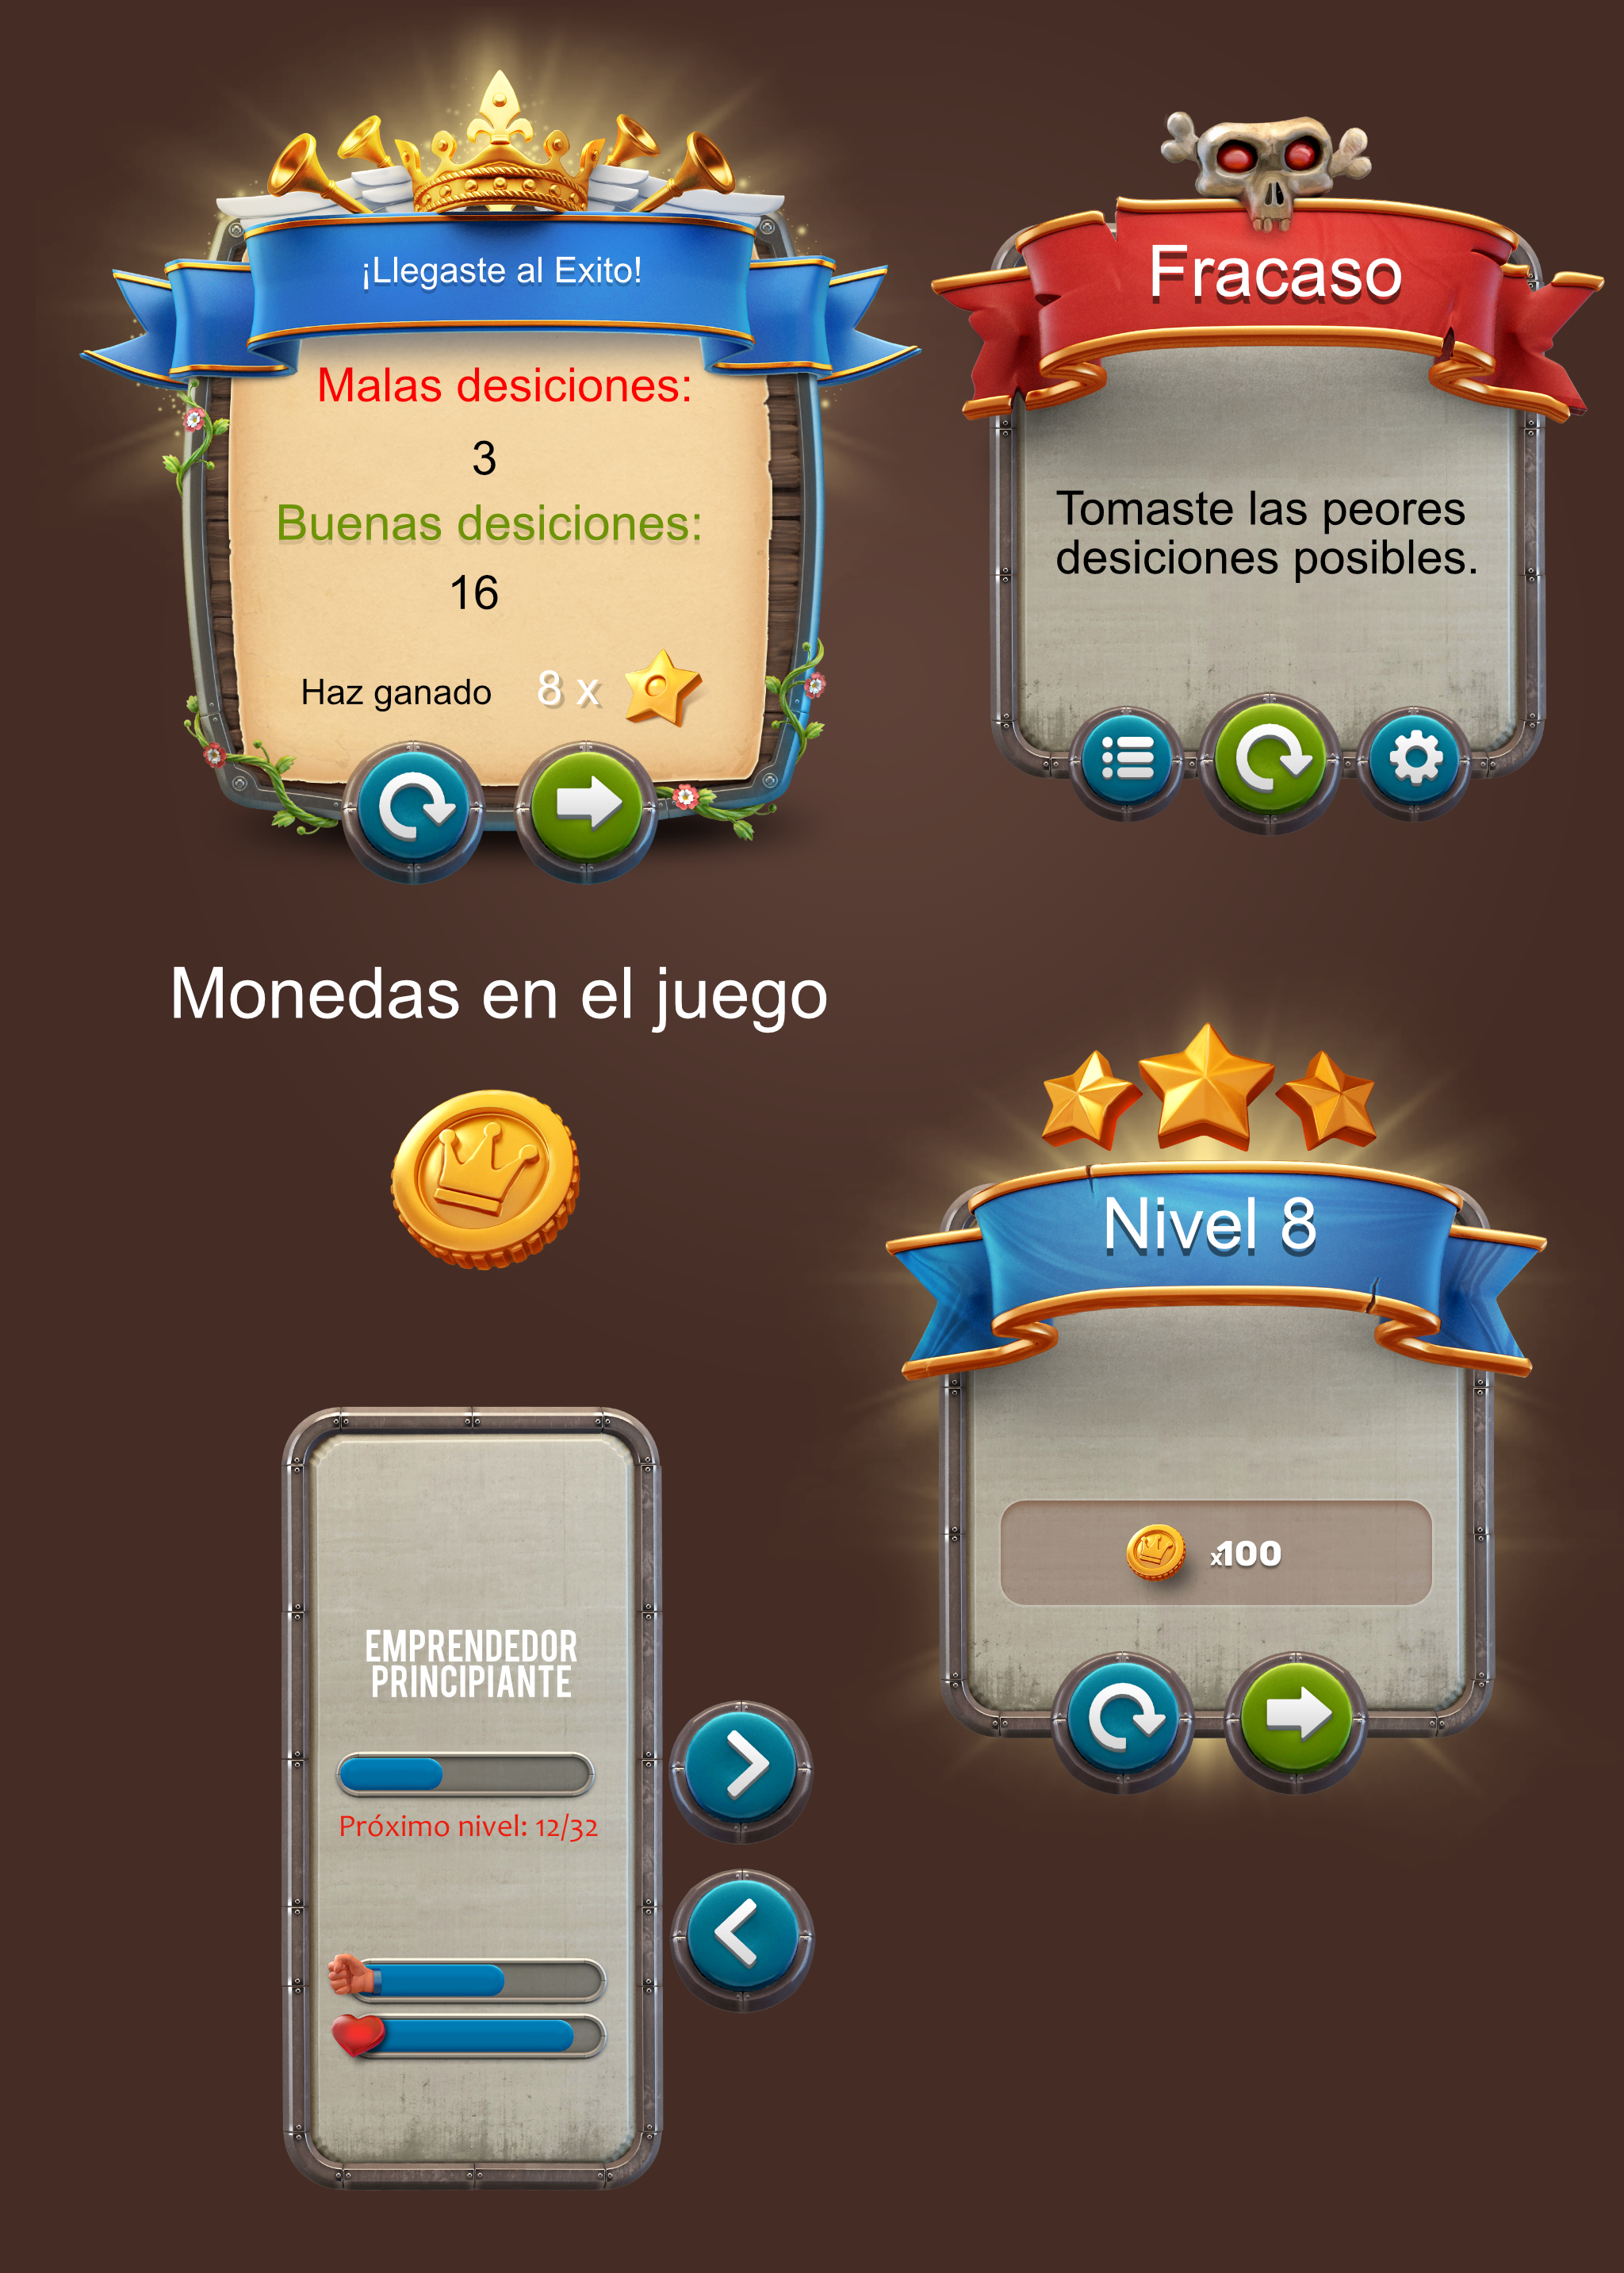 ¡Llegaste al Exito!
Malas desiciones:
3
Buenas desiciones:
16
Haz ganado 8 x
Fracaso
Tomaste las peores
desiciones posibles.
Monedas en el juego
Nivel 8
x100
EMPRENDEDOR
PRINCIPIANTE
Próximo nivel: 12/32